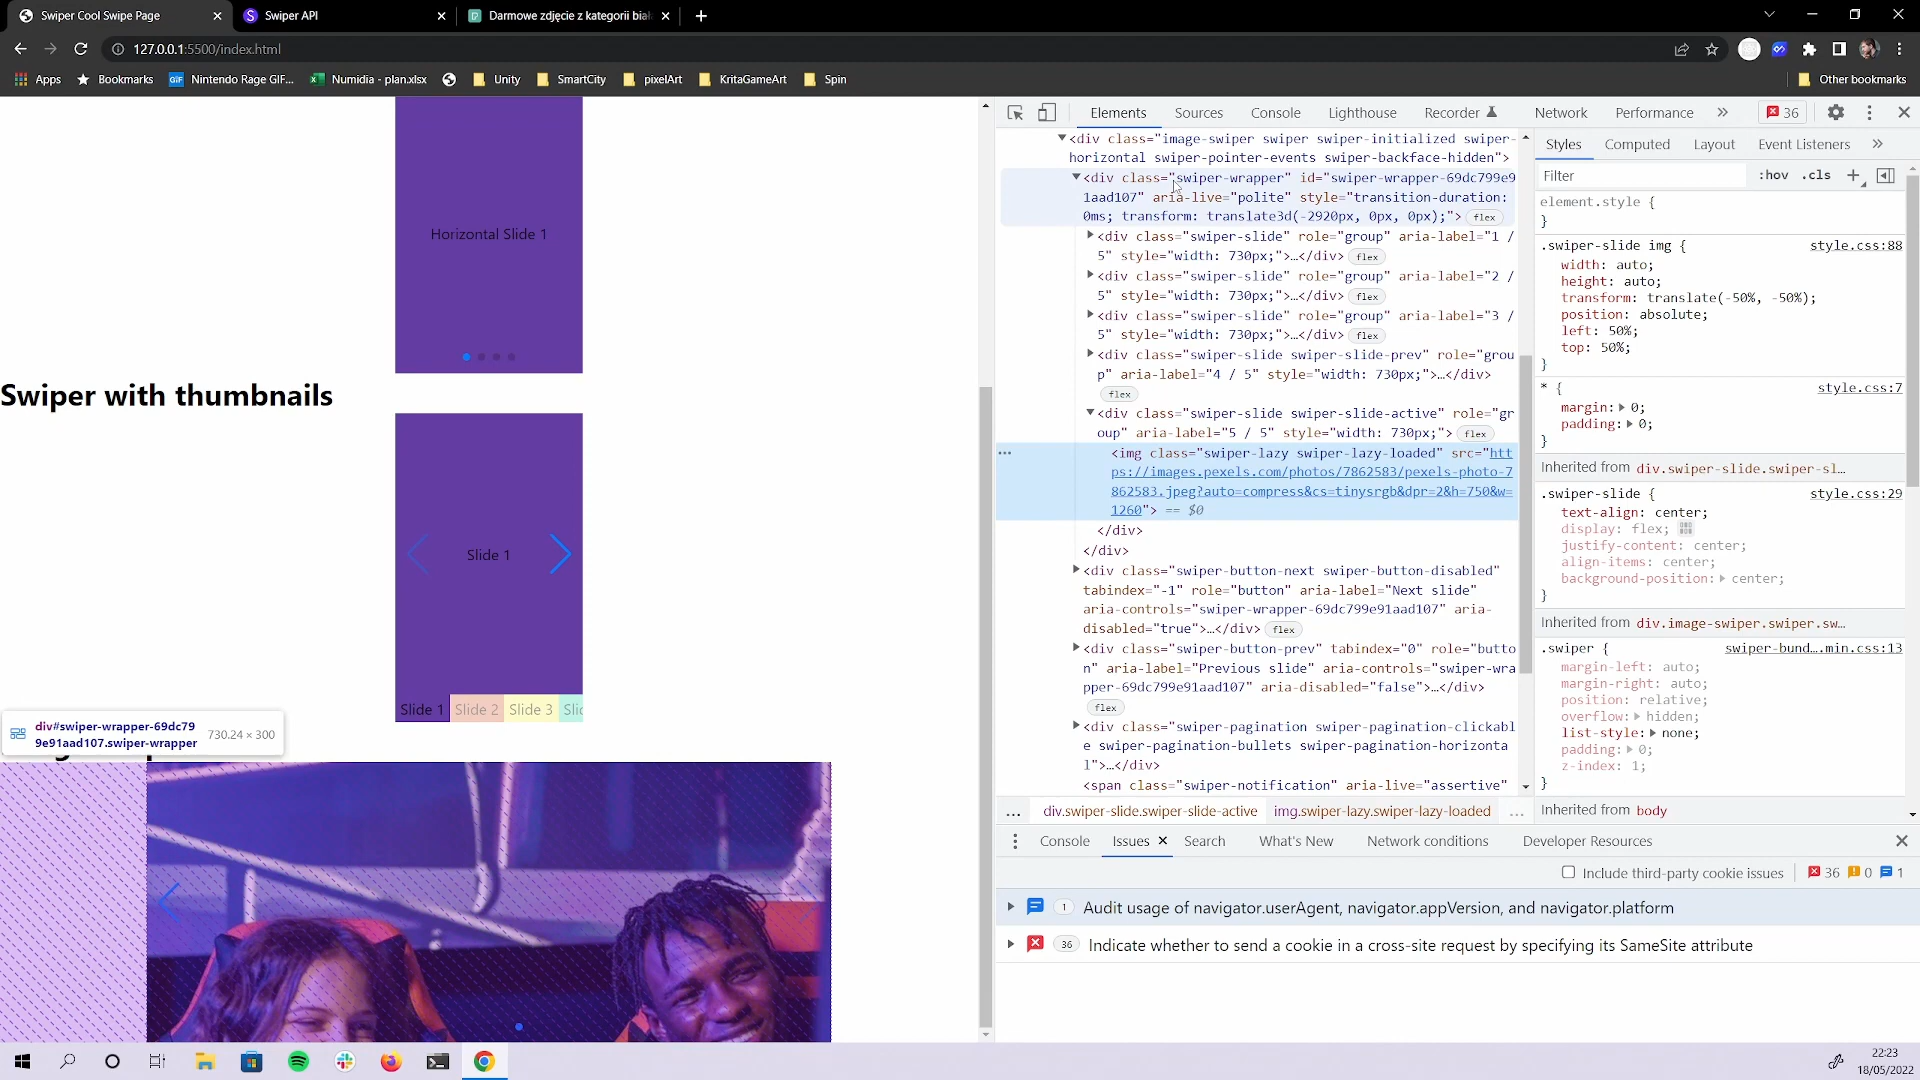 Swiper Cool Swipe Page
Swiper API
Darmowe zdjęcie z kategorii biał
127.0.0.1:5500/index.html
Apps
Bookmarks
Nintendo Rage GIF...
Numidia - plan.xlsx
Unity
SmartCity
pixelArt
KritaGameArt
Spin
Other bookmarks
Horizontal Slide 1
Swiper with thumbnails
Slide 1
Slide 1
Slide 2
Slide 3
Slic
div#swiper-wrapper-69dc79
9e91aad107.swiper-wrapper
730.24 × 300
Elements
Sources
Console
Lighthouse
Recorder
Network
Performance
36
<div class="image-swiper swiper swiper-initialized swiper-
horizontal swiper-pointer-events swiper-backface-hidden">
<div class="swiper-wrapper" id="swiper-wrapper-69dc799e9
1aad107" aria-live="polite" style="transition-duration:
0ms; transform: translate3d(-2920px, 0px, 0px);"> flex
<div class="swiper-slide" role="group" aria-label="1 /
5" style="width: 730px;">…</div> flex
<div class="swiper-slide" role="group" aria-label="2 /
5" style="width: 730px;">…</div> flex
<div class="swiper-slide" role="group" aria-label="3 /
5" style="width: 730px;">…</div> flex
<div class="swiper-slide swiper-slide-prev" role="grou
p" aria-label="4 / 5" style="width: 730px;">…</div>
flex
<div class="swiper-slide swiper-slide-active" role="gr
oup" aria-label="5 / 5" style="width: 730px;"> flex
<img class="swiper-lazy swiper-lazy-loaded" src="htt
ps://images.pexels.com/photos/7862583/pexels-photo-7
862583.jpeg?auto=compress&cs=tinysrgb&dpr=2&h=750&w=
1260"> == $0
</div>
</div>
<div class="swiper-button-next swiper-button-disabled"
tabindex="-1" role="button" aria-label="Next slide"
aria-controls="swiper-wrapper-69dc799e91aad107" aria-
disabled="true">…</div> flex
<div class="swiper-button-prev" tabindex="0" role="butto
n" aria-label="Previous slide" aria-controls="swiper-wra
pper-69dc799e91aad107" aria-disabled="false">…</div>
flex
<div class="swiper-pagination swiper-pagination-clickabl
e swiper-pagination-bullets swiper-pagination-horizonta
l">…</div>
<span class="swiper-notification" aria-live="assertive"
... div.swiper-slide.swiper-slide-active img.swiper-lazy.swiper-lazy-loaded ...
Styles
Computed
Layout
Event Listeners
Filter
:hov
.cls
element.style {
}
.swiper-slide img { style.css:88
width: auto;
height: auto;
transform: translate(-50%, -50%);
position: absolute;
left: 50%;
top: 50%;
}
* { style.css:7
margin: 0;
padding: 0;
}
Inherited from div.swiper-slide.swiper-sl…
.swiper-slide { style.css:29
text-align: center;
display: flex;
justify-content: center;
align-items: center;
background-position: center;
}
Inherited from div.image-swiper.swiper.sw…
.swiper { swiper-bund….min.css:13
margin-left: auto;
margin-right: auto;
position: relative;
overflow: hidden;
list-style: none;
padding: 0;
z-index: 1;
}
Inherited from body
Console
Issues
Search
What's New
Network conditions
Developer Resources
Include third-party cookie issues
36
0
1
1 Audit usage of navigator.userAgent, navigator.appVersion, and navigator.platform
36 Indicate whether to send a cookie in a cross-site request by specifying its SameSite attribute
22:23
18/05/2022